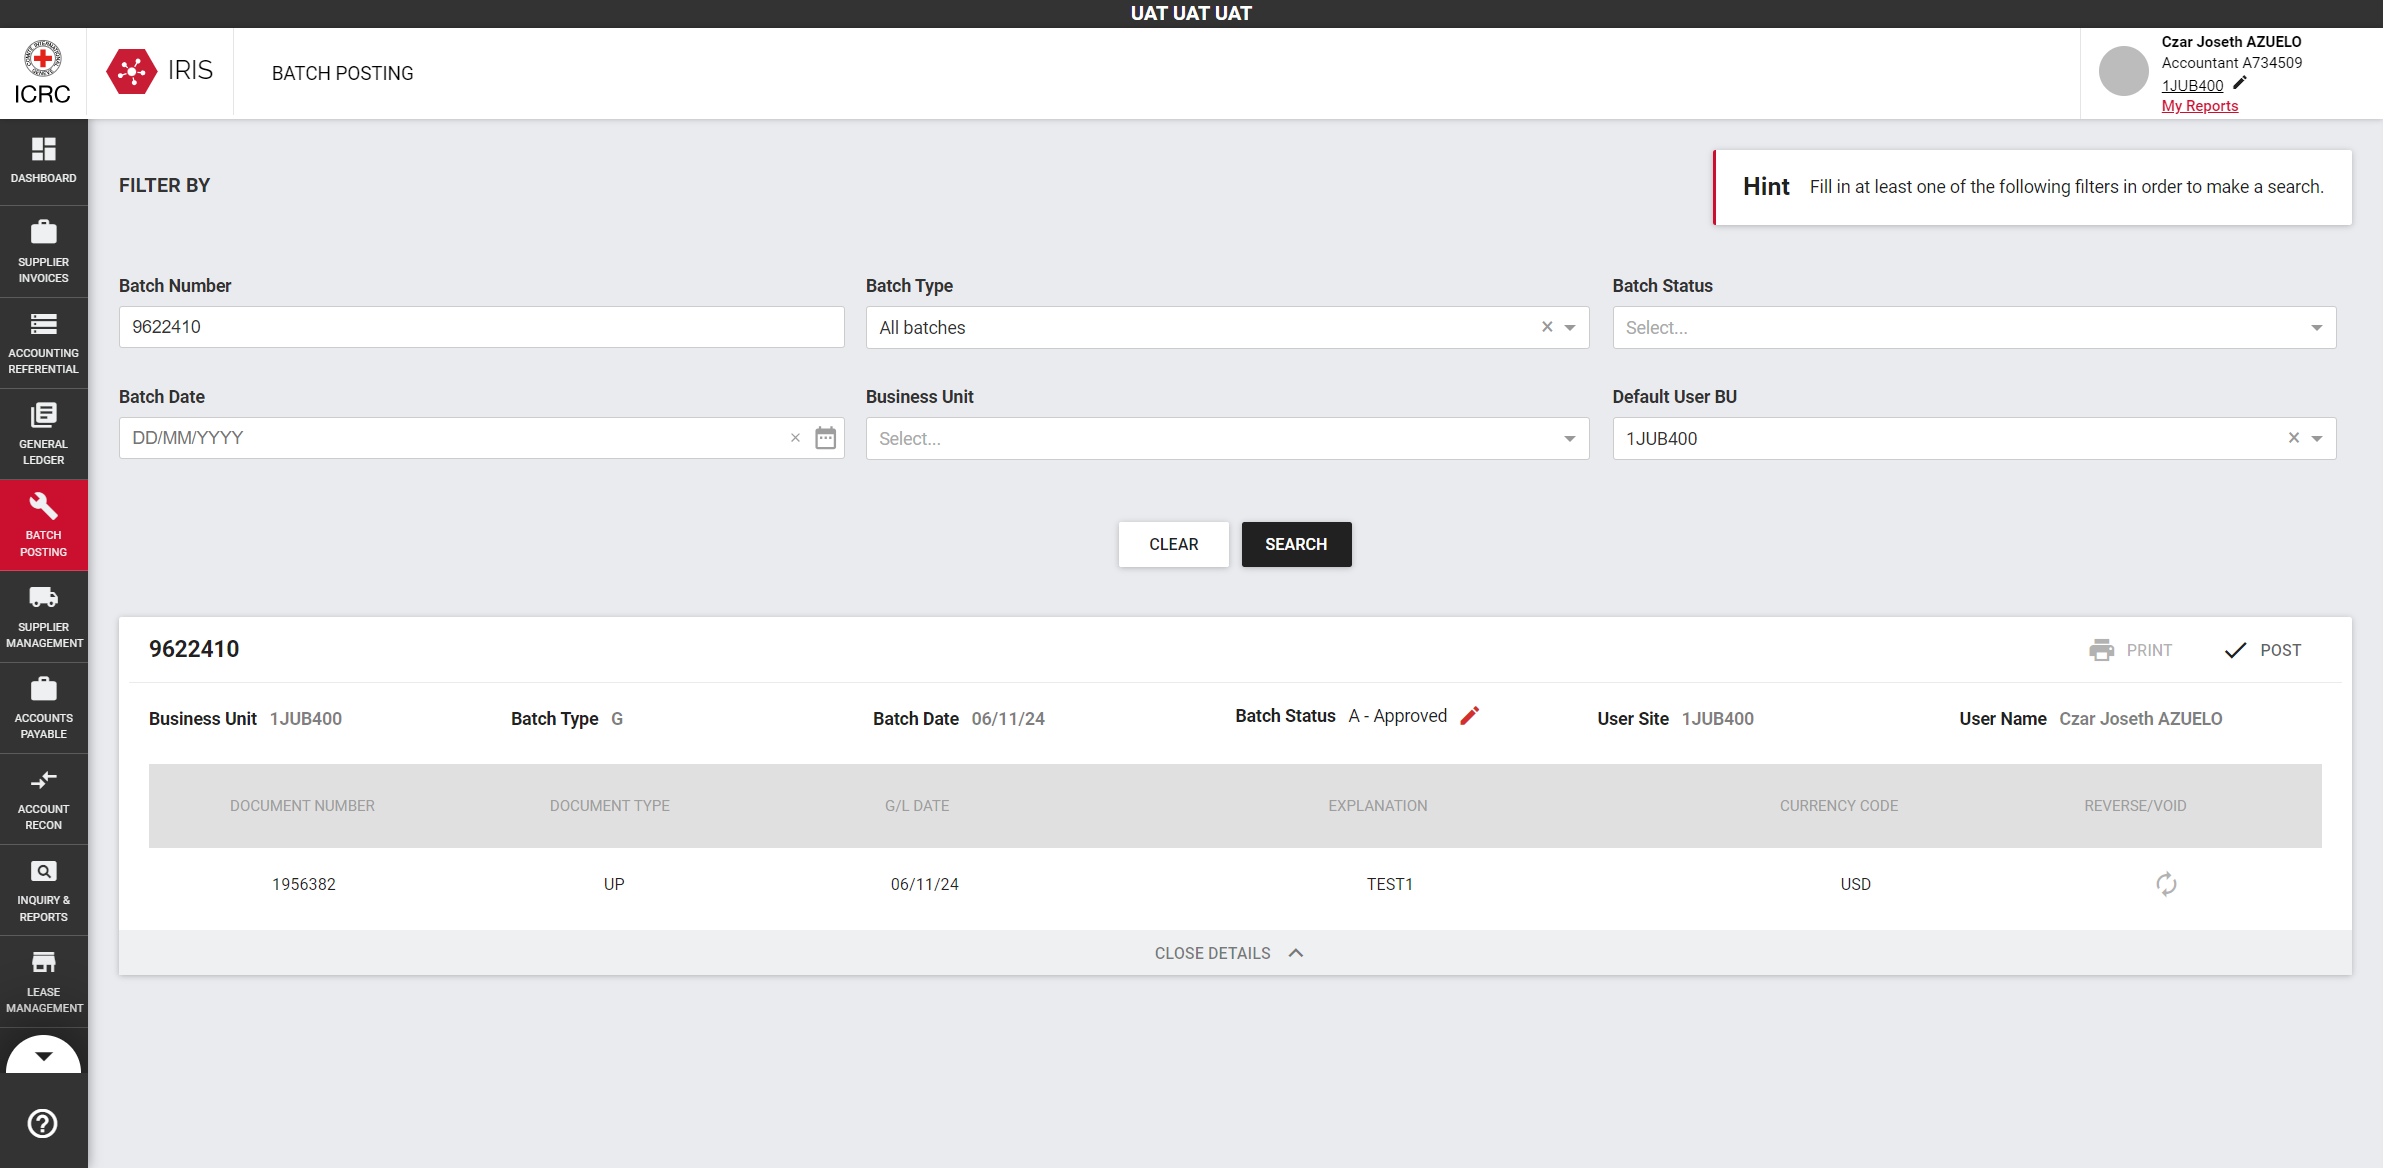 UAT UAT UAT
ICRC
IRIS
BATCH POSTING
Czar Joseth AZUELO
Accountant A734509
1JUB400
My Reports
DASHBOARD
SUPPLIER
INVOICES
ACCOUNTING
REFERENTIAL
GENERAL
LEDGER
BATCH
POSTING
SUPPLIER
MANAGEMENT
ACCOUNTS
PAYABLE
ACCOUNT
RECON
INQUIRY &
REPORTS
LEASE
MANAGEMENT
FILTER BY
Hint Fill in at least one of the following filters in order to make a search.
Batch Number Batch Type Batch Status
9622410 All batches × Select...
Batch Date Business Unit Default User BU
DD/MM/YYYY × Select... 1JUB400 ×
CLEAR SEARCH
9622410 PRINT POST
Business Unit 1JUB400 Batch Type G Batch Date 06/11/24 Batch Status A - Approved User Site 1JUB400 User Name Czar Joseth AZUELO
DOCUMENT NUMBER DOCUMENT TYPE G/L DATE EXPLANATION CURRENCY CODE REVERSE/VOID
1956382 UP 06/11/24 TEST1 USD
CLOSE DETAILS